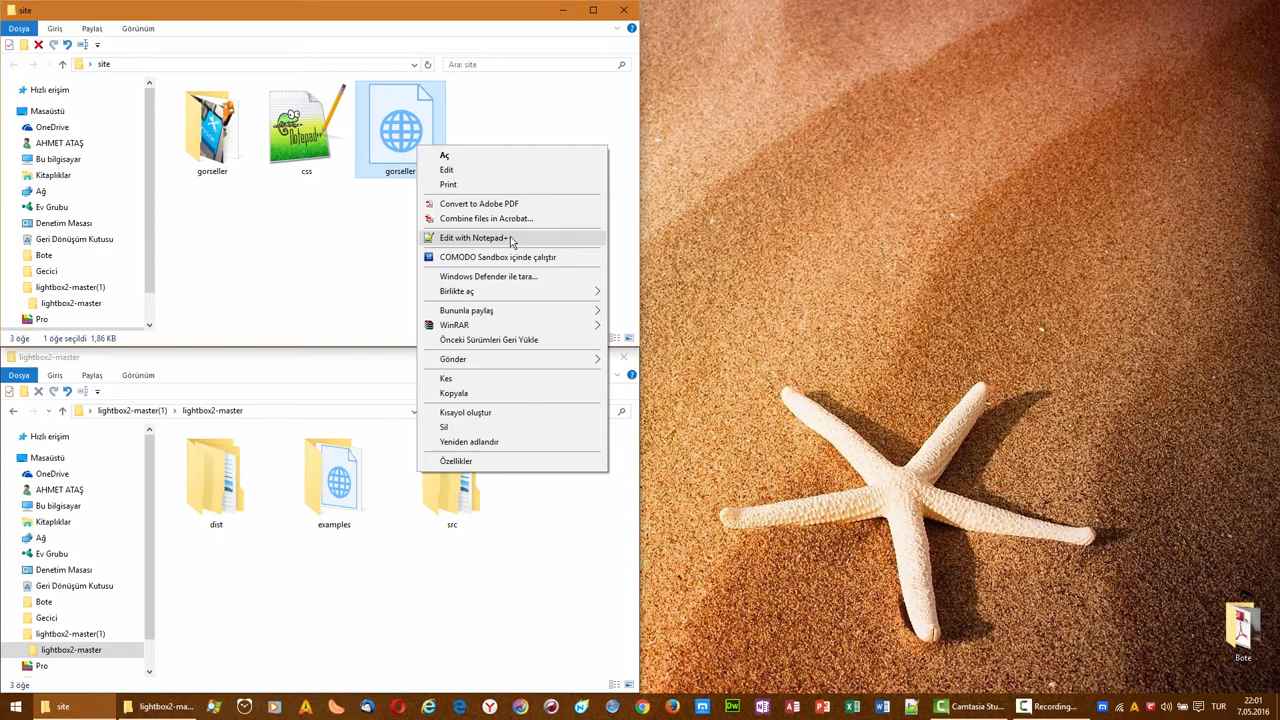 site
Dosya Giriş Paylaş Görünüm
site
Ara: site
Hızlı erişim
Masaüstü
OneDrive
AHMET ATAŞ
Bu bilgisayar
Kitaplıklar
Ağ
Ev Grubu
Denetim Masası
Geri Dönüşüm Kutusu
Bote
Gecici
lightbox2-master(1)
lightbox2-master
Pro
gorseller
css
gorseller
Notepad++
3 öğe 1 öğe seçildi 1,86 KB
Aç
Edit
Print
Convert to Adobe PDF
Combine files in Acrobat...
Edit with Notepad++
COMODO Sandbox içinde çalıştır
Windows Defender ile tara...
Birlikte aç
Bununla paylaş
WinRAR
Önceki Sürümleri Geri Yükle
Gönder
Kes
Kopyala
Kısayol oluştur
Sil
Yeniden adlandır
Özellikler
lightbox2-master
Dosya Giriş Paylaş Görünüm
lightbox2-master(1) lightbox2-master
Hızlı erişim
Masaüstü
OneDrive
AHMET ATAŞ
Bu bilgisayar
Kitaplıklar
Ağ
Ev Grubu
Denetim Masası
Geri Dönüşüm Kutusu
Bote
Gecici
lightbox2-master(1)
lightbox2-master
Pro
dist
examples
src
3 öğe
Bote
site
lightbox2-ma...
Camtasia Stu...
Recording...
TUR
22:01
7.05.2016